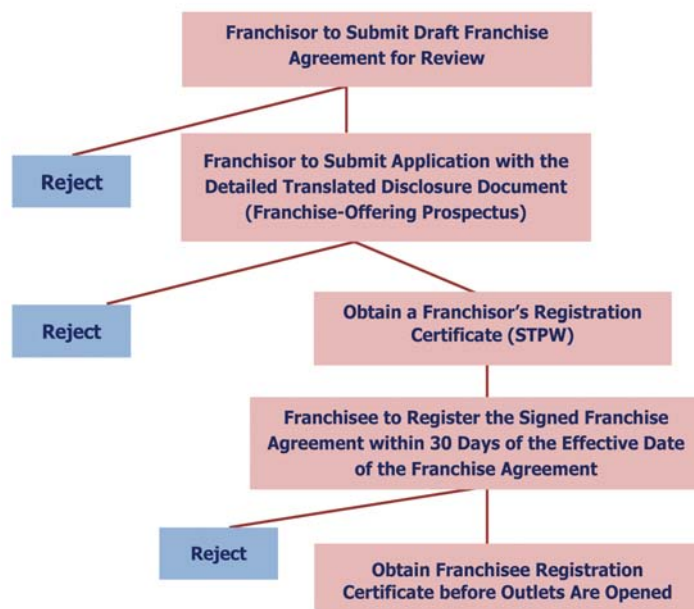 Franchisor to Submit Draft Franchise
Agreement for Review
Reject
Franchisor to Submit Application with the
Detailed Translated Disclosure Document
(Franchise-Offering Prospectus)
Reject
Obtain a Franchisor’s Registration
Certificate (STPW)
Franchisee to Register the Signed Franchise
Agreement within 30 Days of the Effective Date
of the Franchise Agreement
Reject
Obtain Franchisee Registration
Certificate before Outlets Are Opened